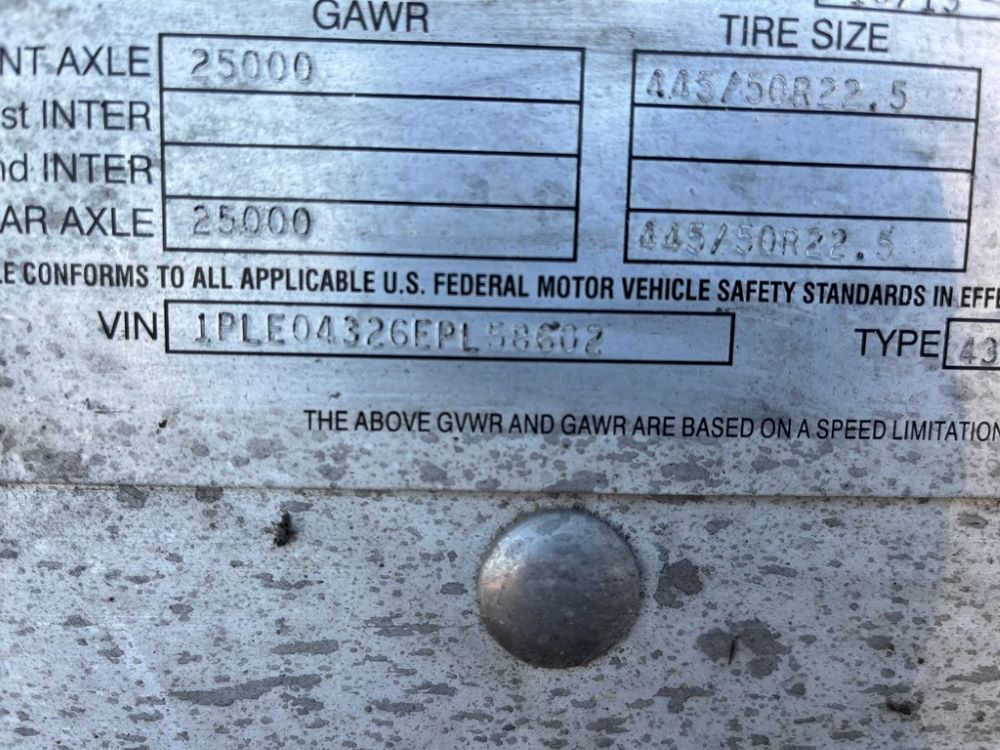 GAWR TIRE SIZE
NT AXLE 25000 445/50R22.5
st INTER
nd INTER
AR AXLE 25000 445/50R22.5
LE CONFORMS TO ALL APPLICABLE U.S. FEDERAL MOTOR VEHICLE SAFETY STANDARDS IN EFFE
VIN 1PLE04326EPL58602 TYPE 43
THE ABOVE GVWR AND GAWR ARE BASED ON A SPEED LIMITATION